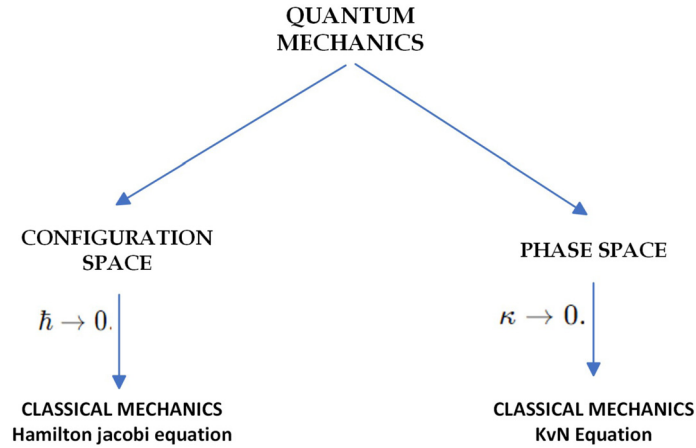 QUANTUM
MECHANICS
CONFIGURATION
SPACE
PHASE SPACE
ℏ → 0.
κ → 0.
CLASSICAL MECHANICS
Hamilton jacobi equation
CLASSICAL MECHANICS
KvN Equation